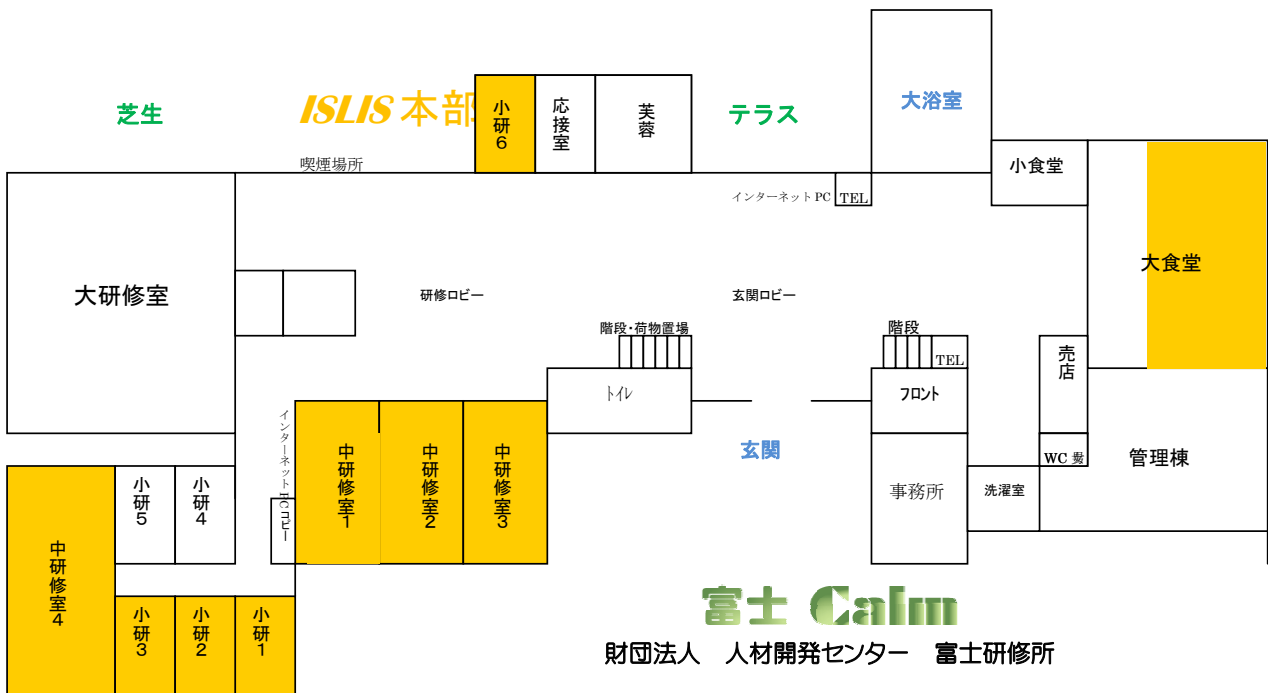 大浴室
芝生
ISLIS 本部
小研6
応接室
芙蓉
テラス
喫煙場所
小食堂
インターネット PC
TEL
大食堂
大研修室
研修ロビー
玄関ロビー
階段・荷物置場
階段
TEL
売店
トイレ
フロント
インターネット PC コピー
中研修室1
中研修室2
中研修室3
玄関
WC
管理棟
小研5
小研4
事務所
洗濯室
中研修室4
小研3
小研2
小研1
富士 Calm
財団法人 人材開発センター 富士研修所